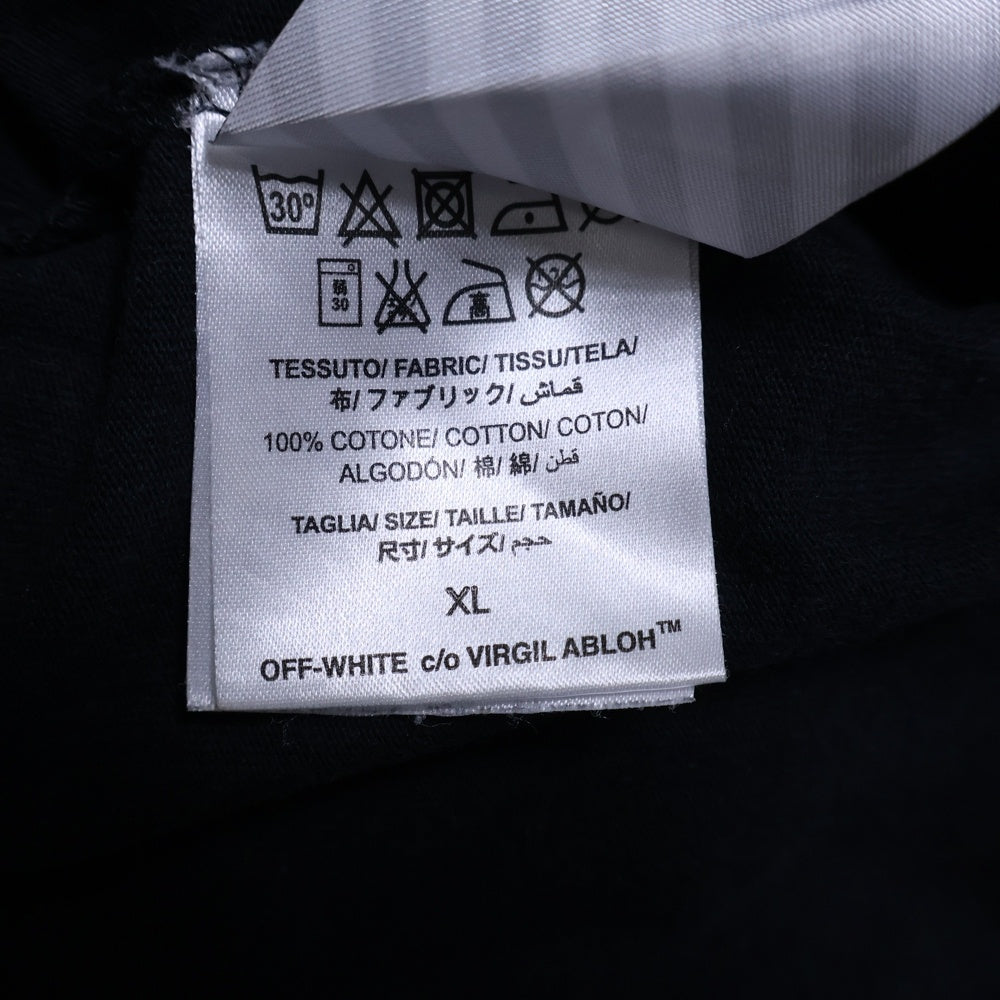 30°
弱
30
高
TESSUTO/ FABRIC/ TISSU/TELA/
布/ ファブリック/ قماش/
100% COTONE/ COTTON/ COTON/
ALGODÓN/ 棉/ 綿/ قطن
TAGLIA/ SIZE/ TAILLE/ TAMAÑO/
尺寸/ サイズ/ حجم
XL
OFF-WHITE c/o VIRGIL ABLOH™